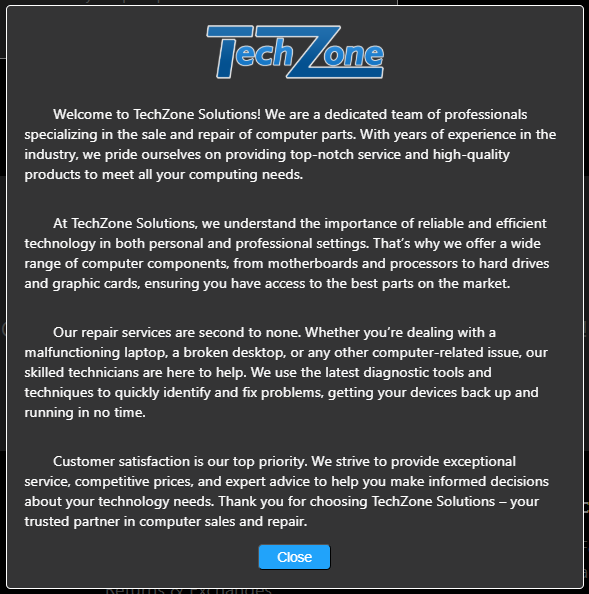 TechZone
Welcome to TechZone Solutions! We are a dedicated team of professionals
specializing in the sale and repair of computer parts. With years of experience in the
industry, we pride ourselves on providing top-notch service and high-quality
products to meet all your computing needs.
At TechZone Solutions, we understand the importance of reliable and efficient
technology in both personal and professional settings. That’s why we offer a wide
range of computer components, from motherboards and processors to hard drives
and graphic cards, ensuring you have access to the best parts on the market.
Our repair services are second to none. Whether you’re dealing with a
malfunctioning laptop, a broken desktop, or any other computer-related issue, our
skilled technicians are here to help. We use the latest diagnostic tools and
techniques to quickly identify and fix problems, getting your devices back up and
running in no time.
Customer satisfaction is our top priority. We strive to provide exceptional
service, competitive prices, and expert advice to help you make informed decisions
about your technology needs. Thank you for choosing TechZone Solutions – your
trusted partner in computer sales and repair.
Close
Returns & Exchanges